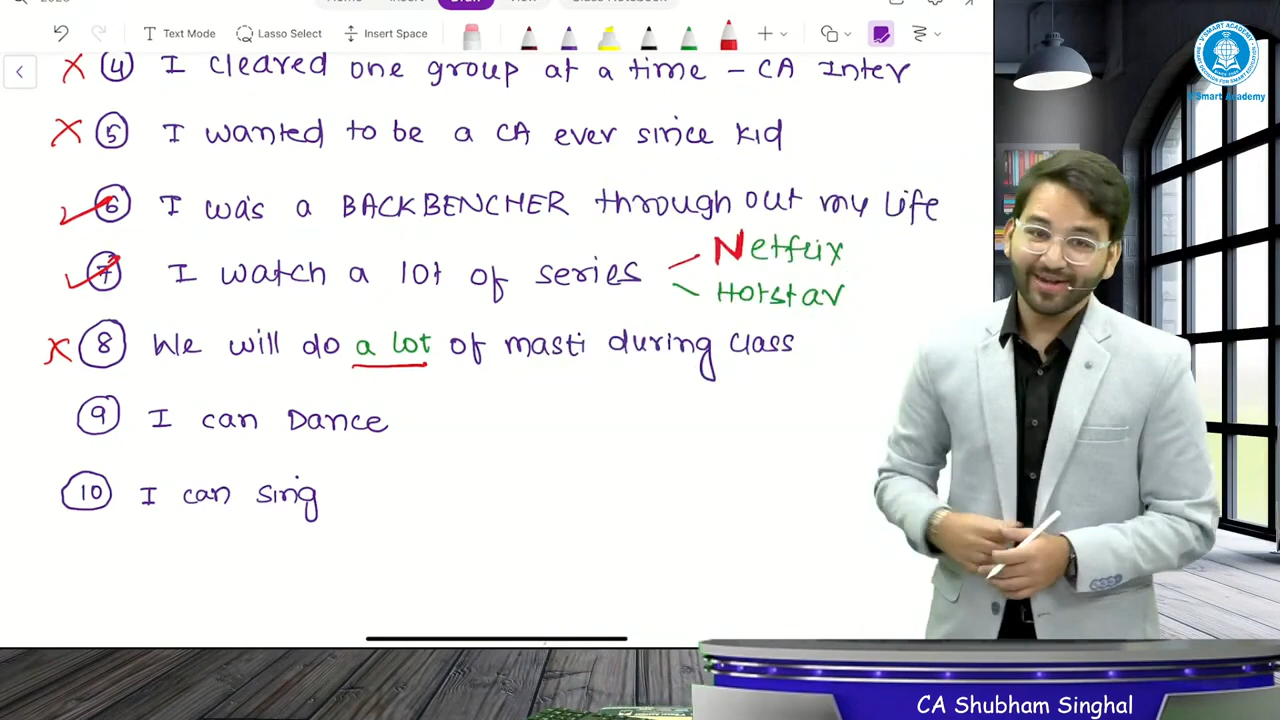 Text Mode Lasso Select Insert Space
④ I cleared one group at a time – CA Inter
⑤ I wanted to be a CA ever since kid
⑥ I was a BACKBENCHER through out my life
⑦ I watch a lot of series Netflix
Hotstar
⑧ We will do a lot of masti during class
⑨ I can Dance
⑩ I can sing
V Smart Academy
CA Shubham Singhal